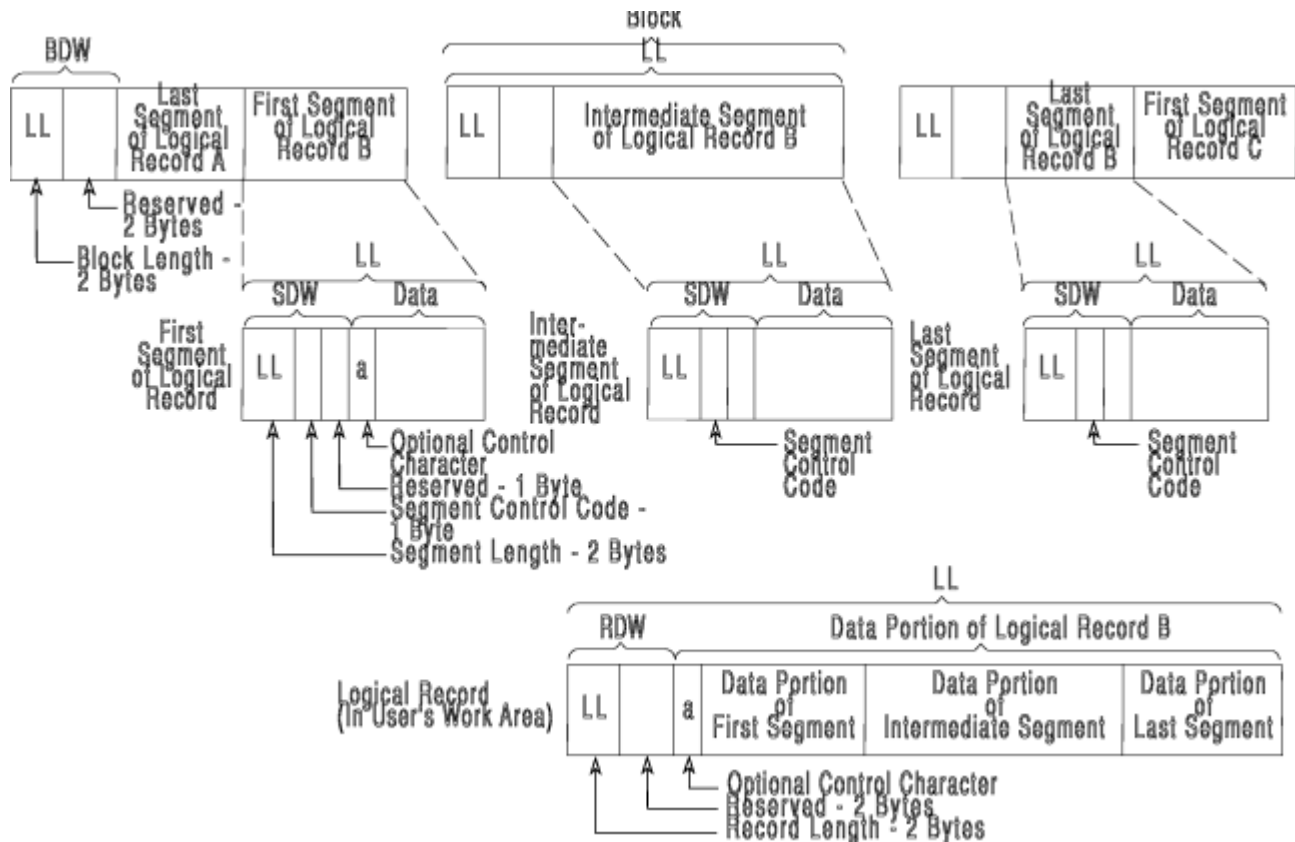 Block
BDW
LL
LL
Last
Segment
of Logical
Record A
First Segment
of Logical
Record B
LL
Intermediate Segment
of Logical Record B
LL
Last
Segment
of Logical
Record B
First Segment
of Logical
Record C
Reserved -
2 Bytes
Block Length -
2 Bytes
LL
SDW
Data
First
Segment
of Logical
Record
LL
a
Optional Control
Character
Reserved - 1 Byte
Segment Control Code -
1 Byte
Segment Length - 2 Bytes
LL
SDW
Data
Inter-
mediate
Segment
of Logical
Record
LL
Segment
Control
Code
LL
SDW
Data
Last
Segment
of Logical
Record
LL
Segment
Control
Code
LL
RDW
Data Portion of Logical Record B
Logical Record
(In User's Work Area)
LL
a
Data Portion
of
First Segment
Data Portion
of
Intermediate Segment
Data Portion
of
Last Segment
Optional Control Character
Reserved - 2 Bytes
Record Length - 2 Bytes